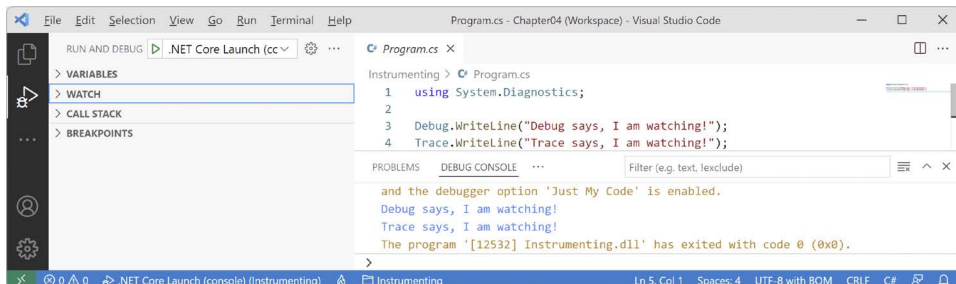 File Edit Selection View Go Run Terminal Help Program.cs - Chapter04 (Workspace) - Visual Studio Code
RUN AND DEBUG .NET Core Launch (cc
VARIABLES
WATCH
CALL STACK
BREAKPOINTS
Program.cs
Instrumenting > Program.cs
1 using System.Diagnostics;
2
3 Debug.WriteLine("Debug says, I am watching!");
4 Trace.WriteLine("Trace says, I am watching!");
PROBLEMS DEBUG CONSOLE ... Filter (e.g. text, !exclude)
and the debugger option 'Just My Code' is enabled.
Debug says, I am watching!
Trace says, I am watching!
The program '[12532] Instrumenting.dll' has exited with code 0 (0x0).
>
0 0 .NET Core Launch (console) (Instrumenting) Instrumenting Ln 5, Col 1 Spaces: 4 UTF-8 with BOM CRLF C#